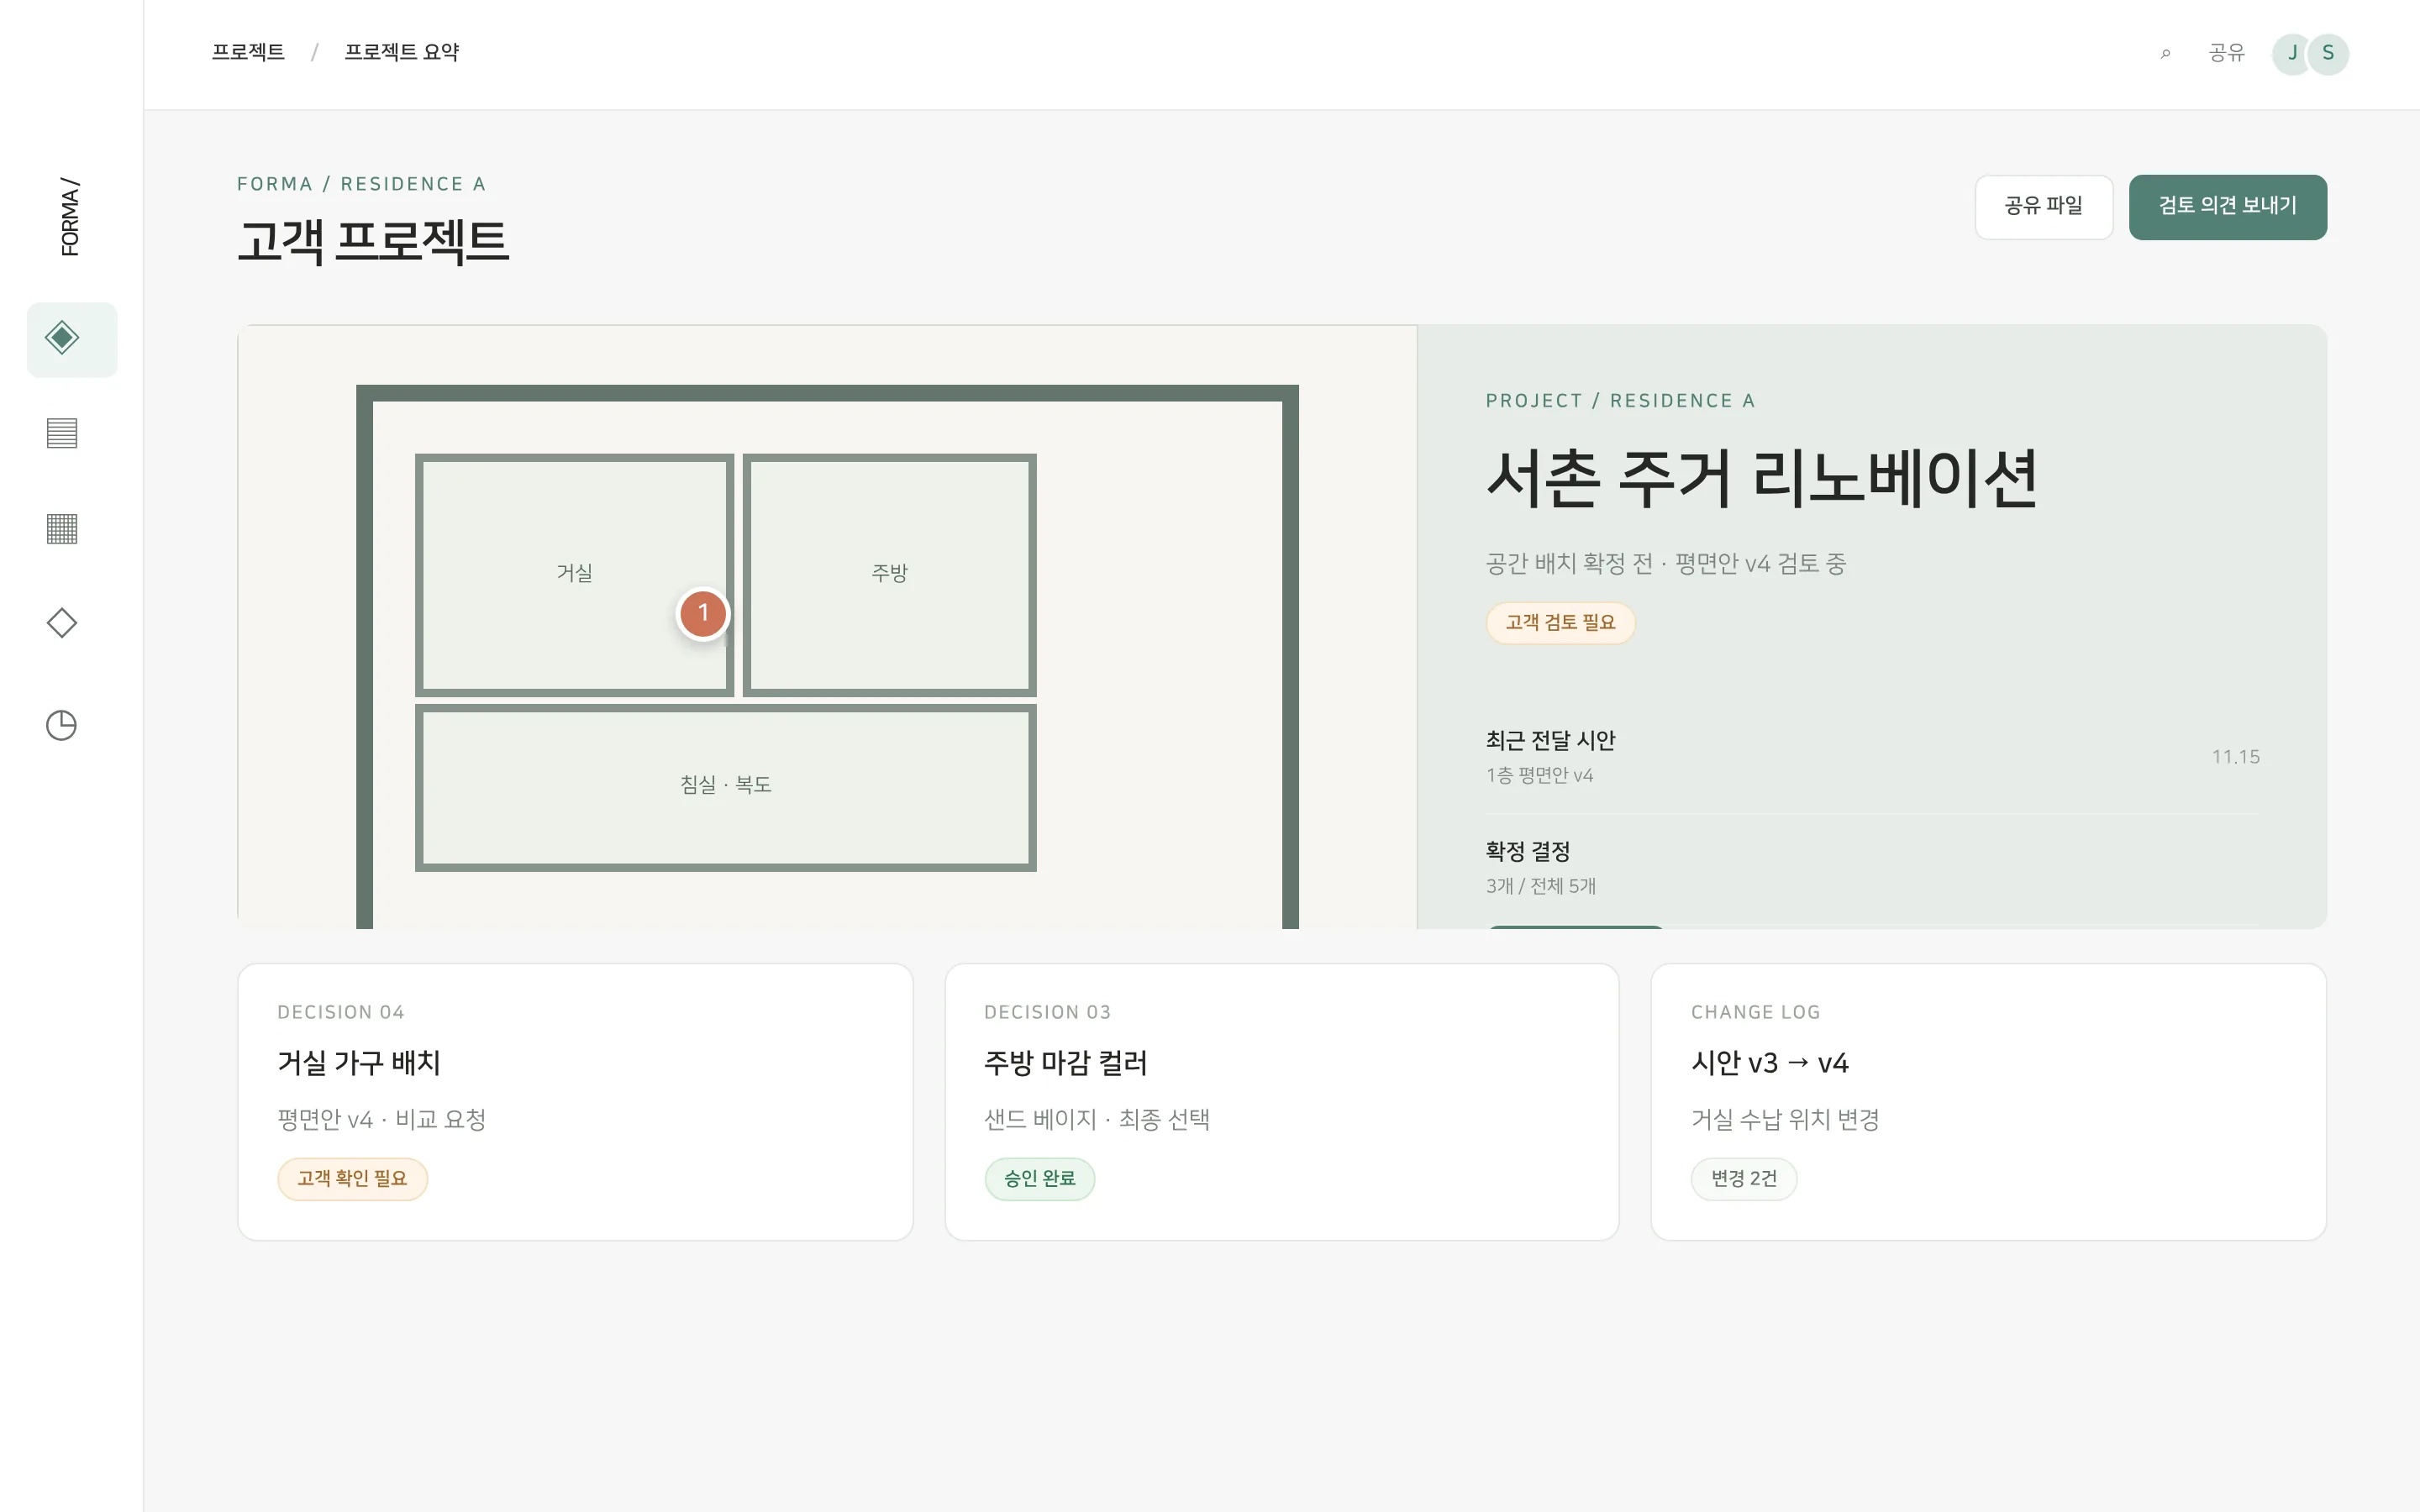 프로젝트 / 프로젝트 요약
공유
J
S
FORMA/
FORMA / RESIDENCE A
고객 프로젝트
공유 파일
검토 의견 보내기
거실
주방
1
침실 · 복도
PROJECT / RESIDENCE A
서촌 주거 리노베이션
공간 배치 확정 전 · 평면안 v4 검토 중
고객 검토 필요
최근 전달 시안
1층 평면안 v4
11.15
확정 결정
3개 / 전체 5개
DECISION 04
거실 가구 배치
평면안 v4 · 비교 요청
고객 확인 필요
DECISION 03
주방 마감 컬러
샌드 베이지 · 최종 선택
승인 완료
CHANGE LOG
시안 v3 → v4
거실 수납 위치 변경
변경 2건